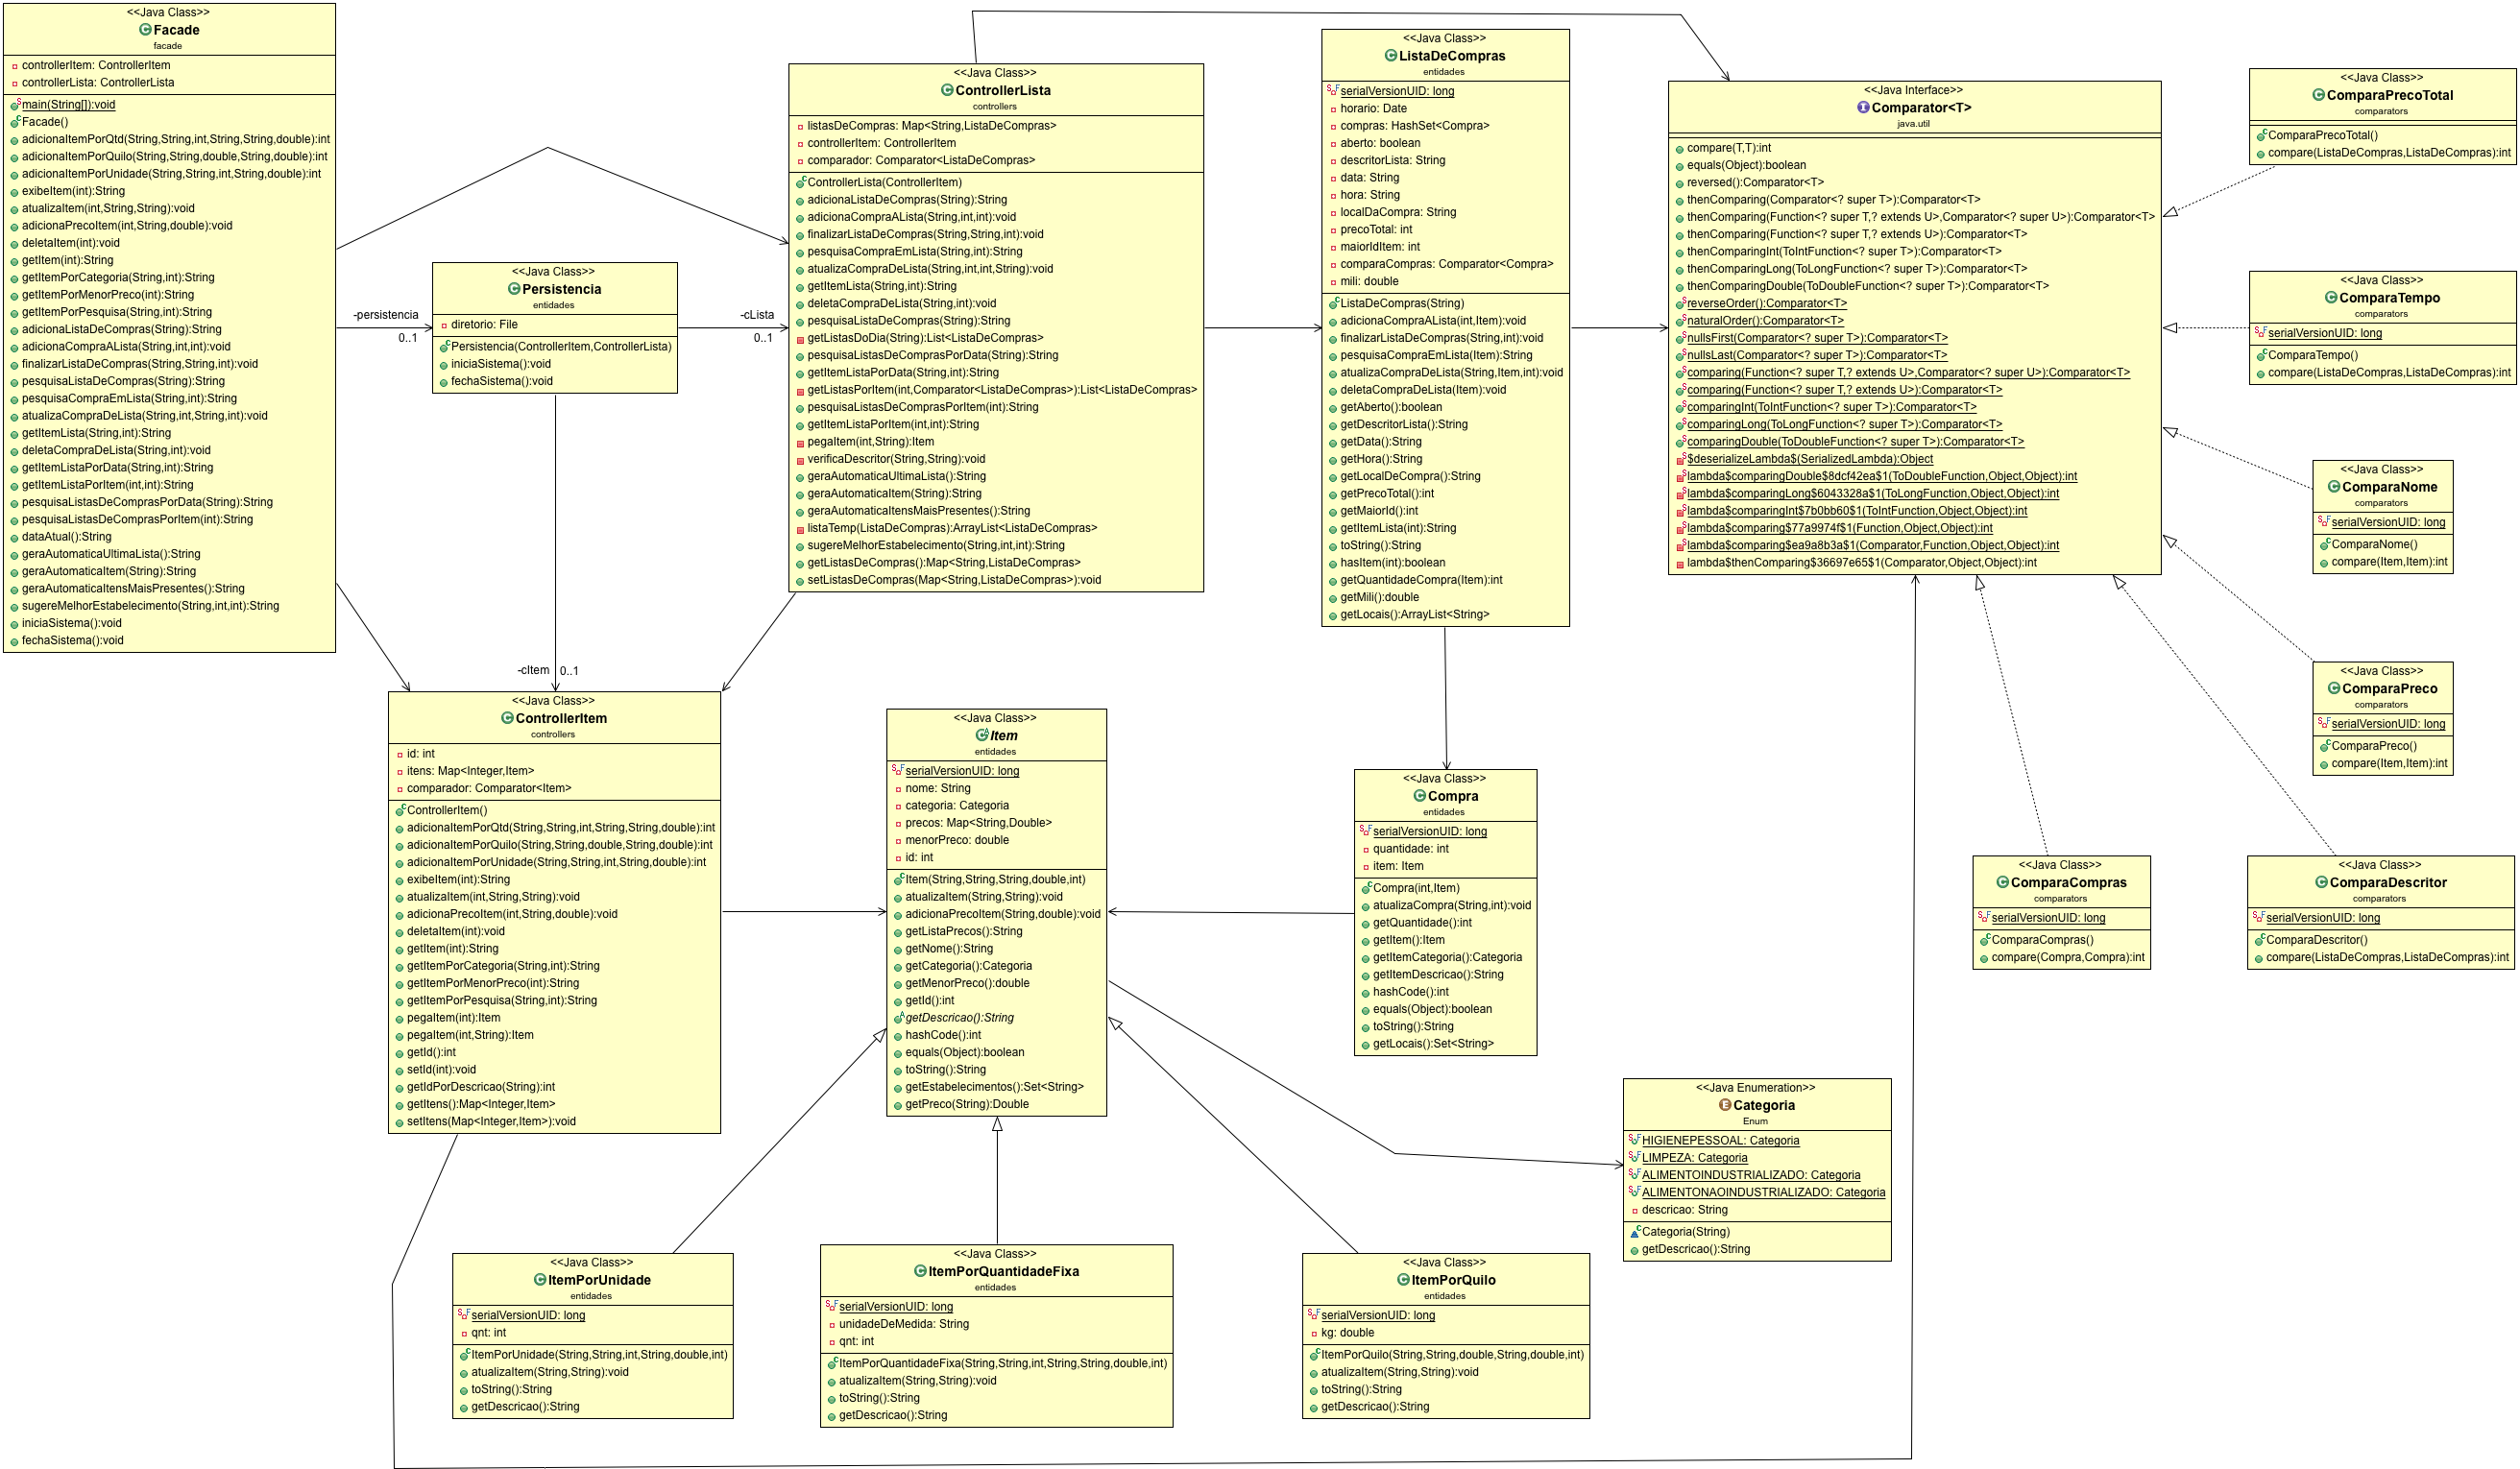 <<Java Class>>
Facade
facade
controllerItem: ControllerItem
controllerLista: ControllerLista
main(String[]):void
Facade()
adicionaItemPorQtd(String,String,int,String,String,double):int
adicionaItemPorQuilo(String,String,double,String,double):int
adicionaItemPorUnidade(String,String,int,String,double):int
exibeItem(int):String
atualizaItem(int,String,String):void
adicionaPrecoItem(int,String,double):void
deletaItem(int):void
getItem(int):String
getItemPorCategoria(String,int):String
getItemPorMenorPreco(int):String
getItemPorPesquisa(String,int):String
adicionaListaDeCompras(String):String
adicionaCompraALista(String,int,int):void
finalizarListaDeCompras(String,String,int):void
pesquisaListaDeCompras(String):String
pesquisaCompraEmLista(String,int):String
atualizaCompraDeLista(String,int,String,int):void
getItemLista(String,int):String
deletaCompraDeLista(String,int):void
getItemListaPorData(String,int):String
getItemListaPorItem(int,int):String
pesquisaListasDeComprasPorData(String):String
pesquisaListasDeComprasPorItem(int):String
dataAtual():String
geraAutomaticaUltimaLista():String
geraAutomaticaItem(String):String
geraAutomaticaItensMaisPresentes():String
sugereMelhorEstabelecimento(String,int,int):String
iniciaSistema():void
fechaSistema():void
-persistencia
0..1
<<Java Class>>
Persistencia
entidades
diretorio: File
Persistencia(ControllerItem,ControllerLista)
iniciaSistema():void
fechaSistema():void
-cLista
0..1
-cItem
0..1
<<Java Class>>
ControllerLista
controllers
listasDeCompras: Map<String,ListaDeCompras>
controllerItem: ControllerItem
comparador: Comparator<ListaDeCompras>
ControllerLista(ControllerItem)
adicionaListaDeCompras(String):String
adicionaCompraALista(String,int,int):void
finalizarListaDeCompras(String,String,int):void
pesquisaCompraEmLista(String,int):String
atualizaCompraDeLista(String,int,int,String):void
getItemLista(String,int):String
deletaCompraDeLista(String,int):void
pesquisaListaDeCompras(String):String
getListasDoDia(String):List<ListaDeCompras>
pesquisaListasDeComprasPorData(String):String
getItemListaPorData(String,int):String
getListasPorItem(int,Comparator<ListaDeCompras>):List<ListaDeCompras>
pesquisaListasDeComprasPorItem(int):String
getItemListaPorItem(int,int):String
pegaItem(int,String):Item
verificaDescritor(String,String):void
geraAutomaticaUltimaLista():String
geraAutomaticaItem(String):String
geraAutomaticaItensMaisPresentes():String
listaTemp(ListaDeCompras):ArrayList<ListaDeCompras>
sugereMelhorEstabelecimento(String,int,int):String
getListasDeCompras():Map<String,ListaDeCompras>
setListasDeCompras(Map<String,ListaDeCompras>):void
<<Java Class>>
ListaDeCompras
entidades
serialVersionUID: long
horario: Date
compras: HashSet<Compra>
aberto: boolean
descritorLista: String
data: String
hora: String
localDaCompra: String
precoTotal: int
maiorIdItem: int
comparaCompras: Comparator<Compra>
mili: double
ListaDeCompras(String)
adicionaCompraALista(int,Item):void
finalizarListaDeCompras(String,int):void
pesquisaCompraEmLista(Item):String
atualizaCompraDeLista(String,Item,int):void
deletaCompraDeLista(Item):void
getAberto():boolean
getDescritorLista():String
getData():String
getHora():String
getLocalDeCompra():String
getPrecoTotal():int
getMaiorId():int
getItemLista(int):String
toString():String
hasItem(int):boolean
getQuantidadeCompra(Item):int
getMili():double
getLocais():ArrayList<String>
<<Java Interface>>
Comparator<T>
java.util
compare(T,T):int
equals(Object):boolean
reversed():Comparator<T>
thenComparing(Comparator<? super T>):Comparator<T>
thenComparing(Function<? super T,? extends U>,Comparator<? super U>):Comparator<T>
thenComparing(Function<? super T,? extends U>):Comparator<T>
thenComparingInt(ToIntFunction<? super T>):Comparator<T>
thenComparingLong(ToLongFunction<? super T>):Comparator<T>
thenComparingDouble(ToDoubleFunction<? super T>):Comparator<T>
reverseOrder():Comparator<T>
naturalOrder():Comparator<T>
nullsFirst(Comparator<? super T>):Comparator<T>
nullsLast(Comparator<? super T>):Comparator<T>
comparing(Function<? super T,? extends U>,Comparator<? super U>):Comparator<T>
comparing(Function<? super T,? extends U>):Comparator<T>
comparingInt(ToIntFunction<? super T>):Comparator<T>
comparingLong(ToLongFunction<? super T>):Comparator<T>
comparingDouble(ToDoubleFunction<? super T>):Comparator<T>
$deserializeLambda$(SerializedLambda):Object
lambda$comparingDouble$8dcf42ea$1(ToDoubleFunction,Object,Object):int
lambda$comparingLong$6043328a$1(ToLongFunction,Object,Object):int
lambda$comparingInt$7b0bb60$1(ToIntFunction,Object,Object):int
lambda$comparing$77a9974f$1(Function,Object,Object):int
lambda$comparing$ea9a8b3a$1(Comparator,Function,Object,Object):int
lambda$thenComparing$36697e65$1(Comparator,Object,Object):int
<<Java Class>>
ComparaPrecoTotal
comparators
ComparaPrecoTotal()
compare(ListaDeCompras,ListaDeCompras):int
<<Java Class>>
ComparaTempo
comparators
serialVersionUID: long
ComparaTempo()
compare(ListaDeCompras,ListaDeCompras):int
<<Java Class>>
ComparaNome
comparators
serialVersionUID: long
ComparaNome()
compare(Item,Item):int
<<Java Class>>
ComparaPreco
comparators
serialVersionUID: long
ComparaPreco()
compare(Item,Item):int
<<Java Class>>
ComparaCompras
comparators
serialVersionUID: long
ComparaCompras()
compare(Compra,Compra):int
<<Java Class>>
ComparaDescritor
comparators
serialVersionUID: long
ComparaDescritor()
compare(ListaDeCompras,ListaDeCompras):int
<<Java Class>>
ControllerItem
controllers
id: int
itens: Map<Integer,Item>
comparador: Comparator<Item>
ControllerItem()
adicionaItemPorQtd(String,String,int,String,String,double):int
adicionaItemPorQuilo(String,String,double,String,double):int
adicionaItemPorUnidade(String,String,int,String,double):int
exibeItem(int):String
atualizaItem(int,String,String):void
adicionaPrecoItem(int,String,double):void
deletaItem(int):void
getItem(int):String
getItemPorCategoria(String,int):String
getItemPorMenorPreco(int):String
getItemPorPesquisa(String,int):String
pegaItem(int):Item
pegaItem(int,String):Item
getId():int
setId(int):void
getIdPorDescricao(String):int
getItens():Map<Integer,Item>
setItens(Map<Integer,Item>):void
<<Java Class>>
Item
entidades
serialVersionUID: long
nome: String
categoria: Categoria
precos: Map<String,Double>
menorPreco: double
id: int
Item(String,String,String,double,int)
atualizaItem(String,String):void
adicionaPrecoItem(String,double):void
getListaPrecos():String
getNome():String
getCategoria():Categoria
getMenorPreco():double
getId():int
getDescricao():String
hashCode():int
equals(Object):boolean
toString():String
getEstabelecimentos():Set<String>
getPreco(String):Double
<<Java Class>>
Compra
entidades
serialVersionUID: long
quantidade: int
item: Item
Compra(int,Item)
atualizaCompra(String,int):void
getQuantidade():int
getItem():Item
getItemCategoria():Categoria
getItemDescricao():String
hashCode():int
equals(Object):boolean
toString():String
getLocais():Set<String>
<<Java Enumeration>>
Categoria
Enum
HIGIENEPESSOAL: Categoria
LIMPEZA: Categoria
ALIMENTOINDUSTRIALIZADO: Categoria
ALIMENTONAOINDUSTRIALIZADO: Categoria
descricao: String
Categoria(String)
getDescricao():String
<<Java Class>>
ItemPorUnidade
entidades
serialVersionUID: long
qnt: int
ItemPorUnidade(String,String,int,String,double,int)
atualizaItem(String,String):void
toString():String
getDescricao():String
<<Java Class>>
ItemPorQuantidadeFixa
entidades
serialVersionUID: long
unidadeDeMedida: String
qnt: int
ItemPorQuantidadeFixa(String,String,int,String,String,double,int)
atualizaItem(String,String):void
toString():String
getDescricao():String
<<Java Class>>
ItemPorQuilo
entidades
serialVersionUID: long
kg: double
ItemPorQuilo(String,String,double,String,double,int)
atualizaItem(String,String):void
toString():String
getDescricao():String